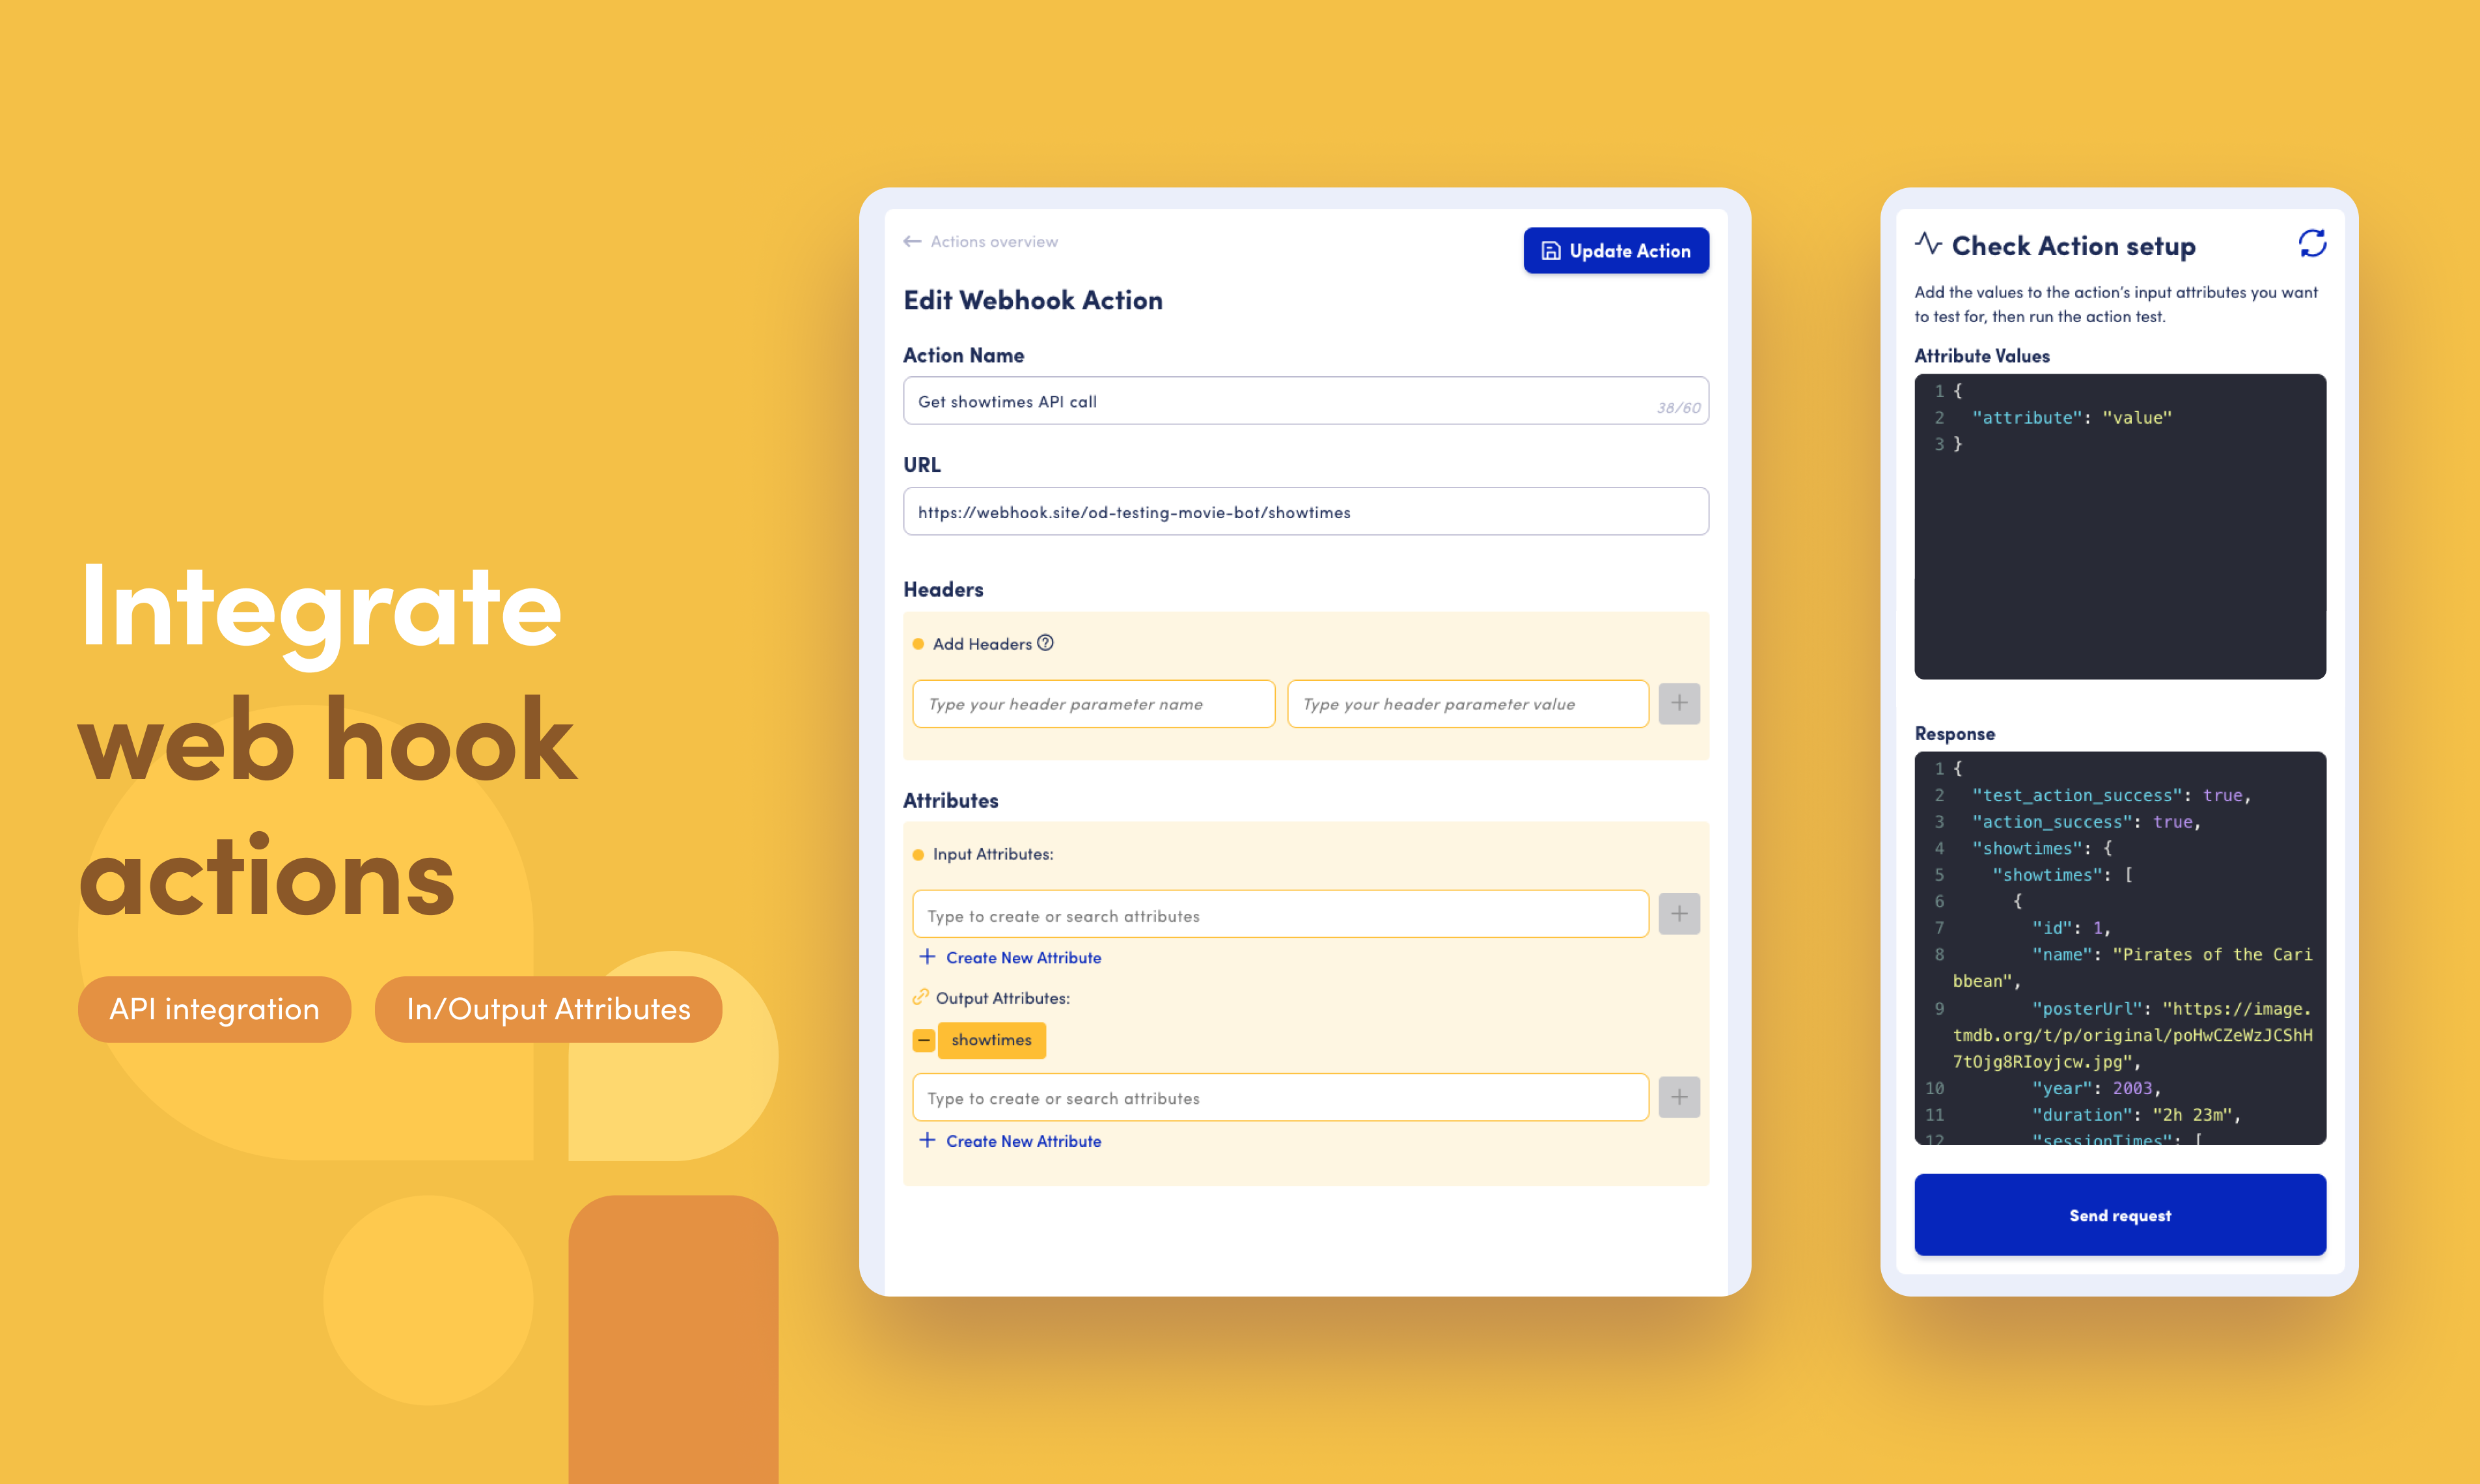 Integrate
web hook
actions
API integration
In/Output Attributes
Actions overview
Update Action
Edit Webhook Action
Action Name
Get showtimes API call
38/60
URL
https://webhook.site/od-testing-movie-bot/showtimes
Headers
Add Headers
Type your header parameter name
Type your header parameter value
Attributes
Input Attributes:
Type to create or search attributes
+ Create New Attribute
Output Attributes:
showtimes
Type to create or search attributes
+ Create New Attribute
Check Action setup
Add the values to the action's input attributes you want
to test for, then run the action test.
Attribute Values
1 {
2 "attribute": "value"
3 }
Response
1 {
2 "test_action_success": true,
3 "action_success": true,
4 "showtimes": {
5 "showtimes": [
6 {
7 "id": 1,
8 "name": "Pirates of the Cari
bbean",
9 "posterUrl": "https://image.
tmdb.org/t/p/original/poHwCZeWzJCShH
7tOjg8RIoyjcw.jpg",
10 "year": 2003,
11 "duration": "2h 23m",
12 "sessionTimes": [
Send request